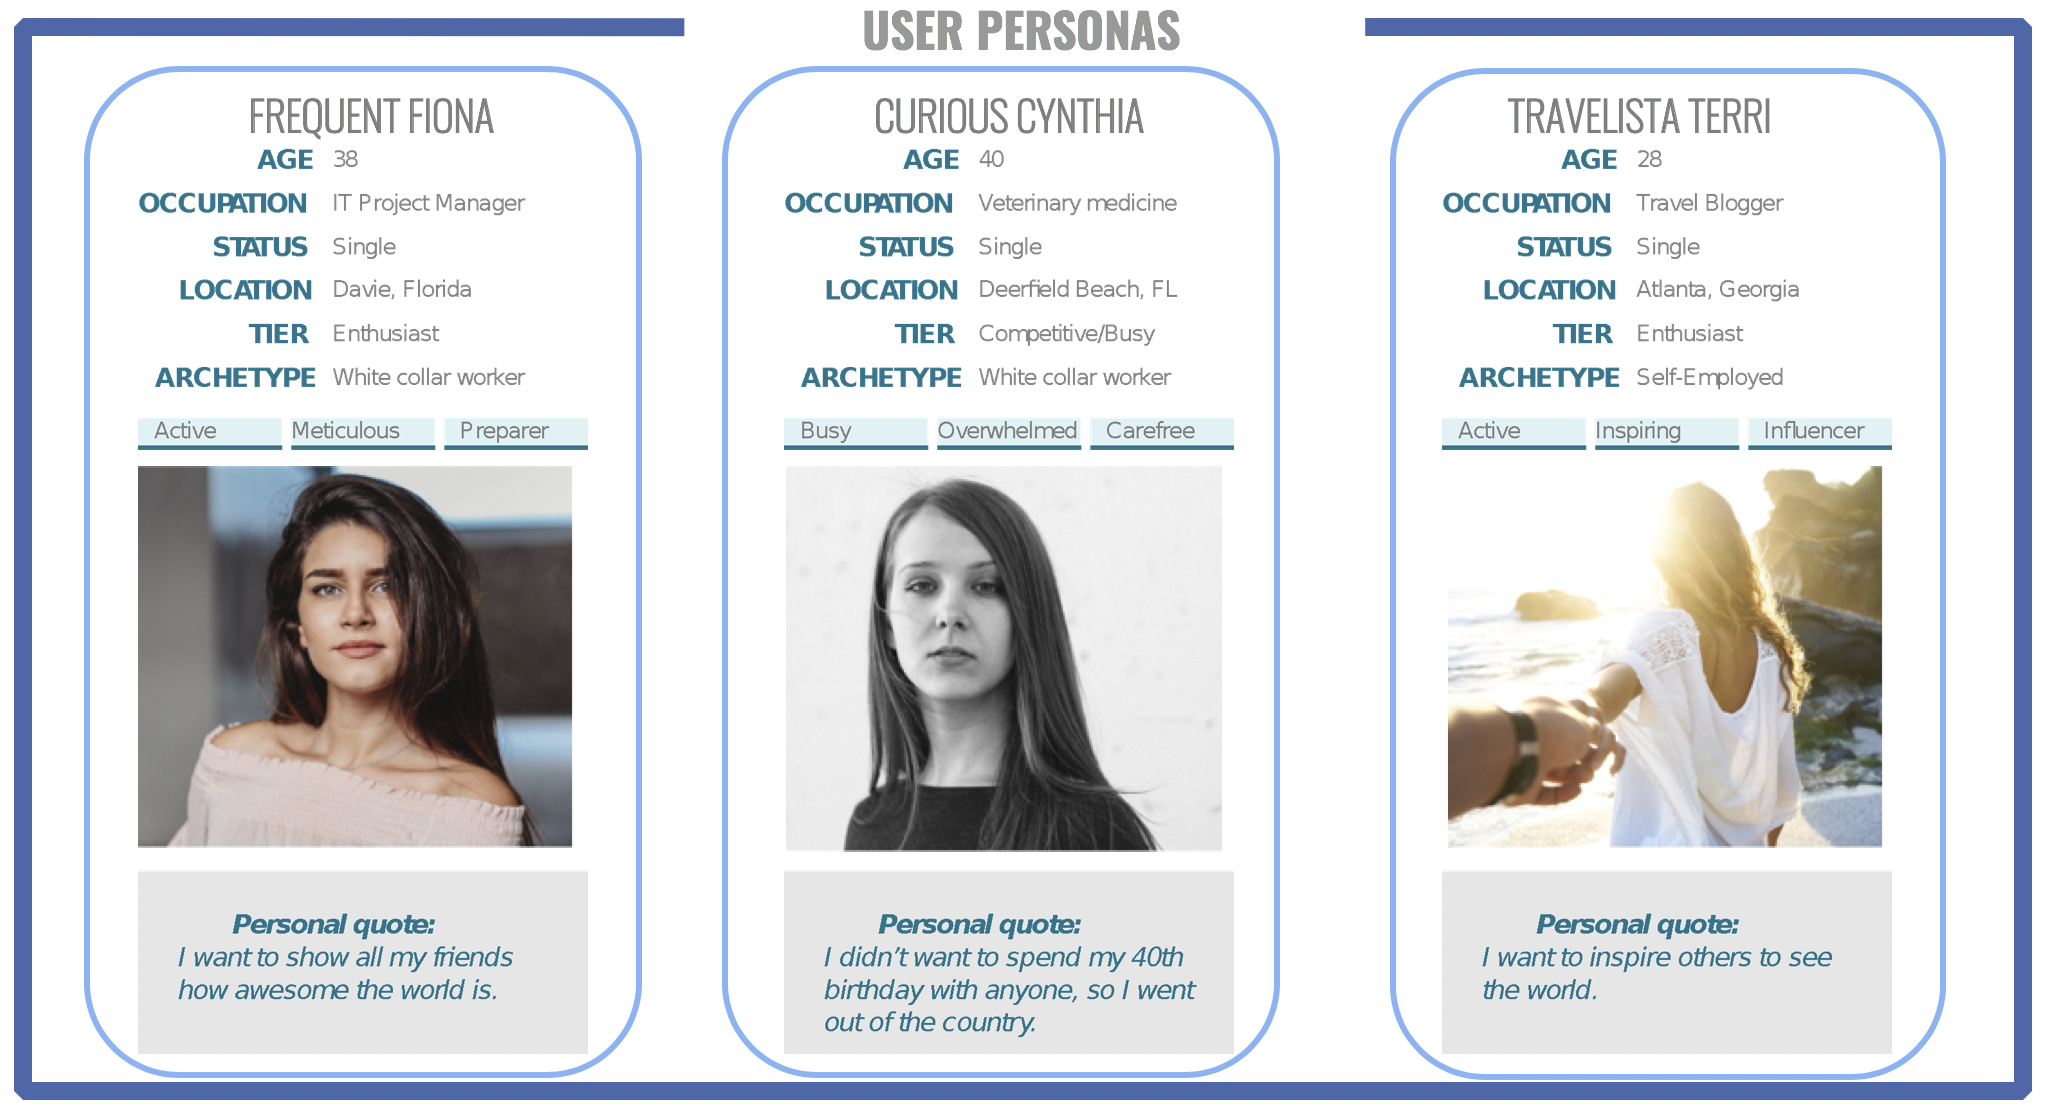 USER PERSONAS
FREQUENT FIONA
AGE 38
OCCUPATION IT Project Manager
STATUS Single
LOCATION Davie, Florida
TIER Enthusiast
ARCHETYPE White collar worker
Active Meticulous Preparer
Personal quote:
I want to show all my friends
how awesome the world is.
CURIOUS CYNTHIA
AGE 40
OCCUPATION Veterinary medicine
STATUS Single
LOCATION Deerfield Beach, FL
TIER Competitive/Busy
ARCHETYPE White collar worker
Busy Overwhelmed Carefree
Personal quote:
I didn’t want to spend my 40th
birthday with anyone, so I went
out of the country.
TRAVELISTA TERRI
AGE 28
OCCUPATION Travel Blogger
STATUS Single
LOCATION Atlanta, Georgia
TIER Enthusiast
ARCHETYPE Self-Employed
Active Inspiring Influencer
Personal quote:
I want to inspire others to see
the world.